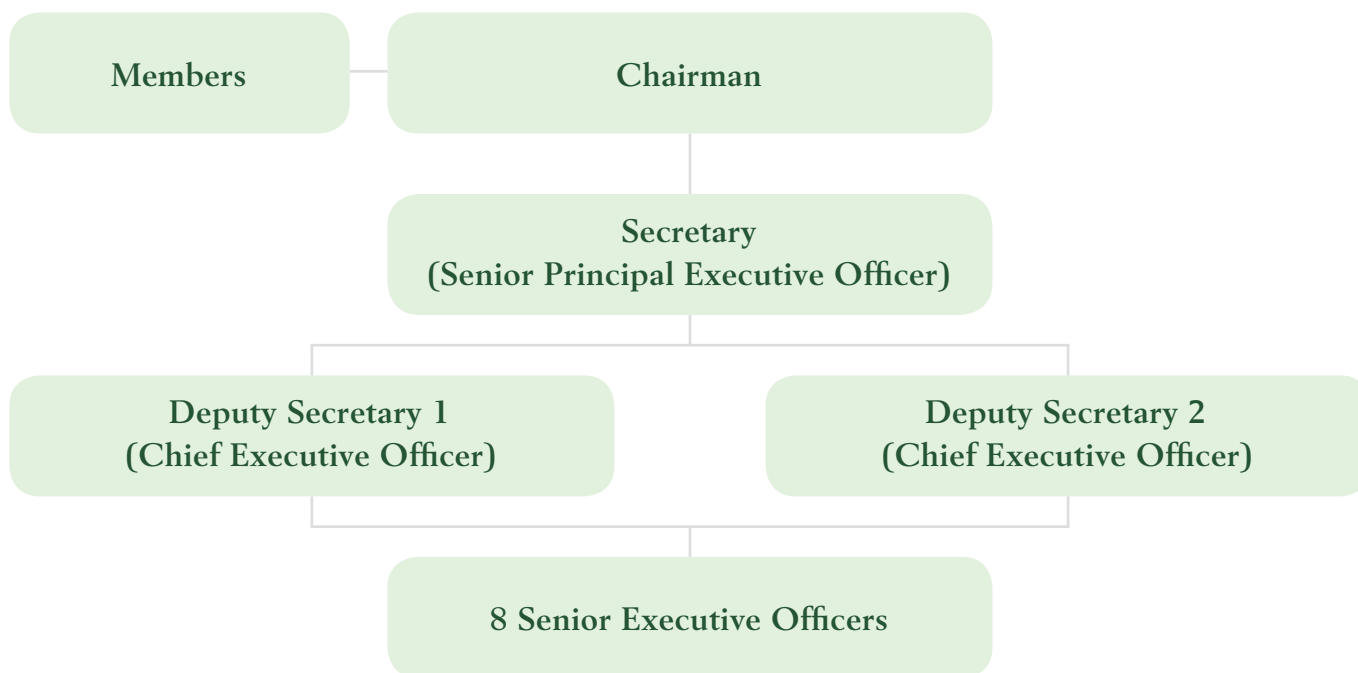 Members
Chairman
Secretary
(Senior Principal Executive Officer)
Deputy Secretary 1
(Chief Executive Officer)
Deputy Secretary 2
(Chief Executive Officer)
8 Senior Executive Officers